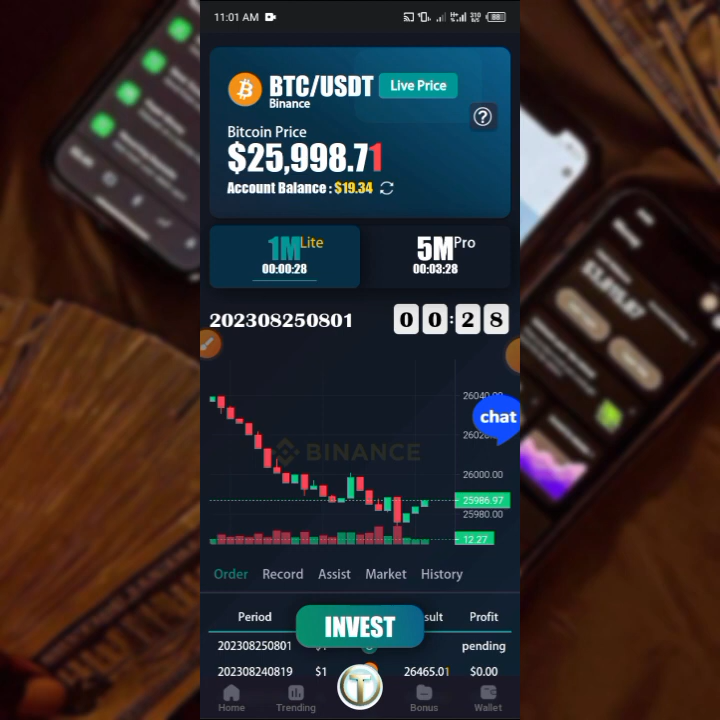 11:01 AM
BTC/USDT
Live Price
Binance
?
Bitcoin Price
$25,998.71
Account Balance : $19.34
1M Lite
00:00:28
5M Pro
00:03:28
202308250801
0 0 : 2 8
26040.00
chat
BINANCE
26000.00
25986.97
25980.00
12.27
Order Record Assist Market History
Period sult Profit
INVEST
202308250801 $1 pending
202308240819 $1 26465.01 $0.00
Home Trending Bonus Wallet